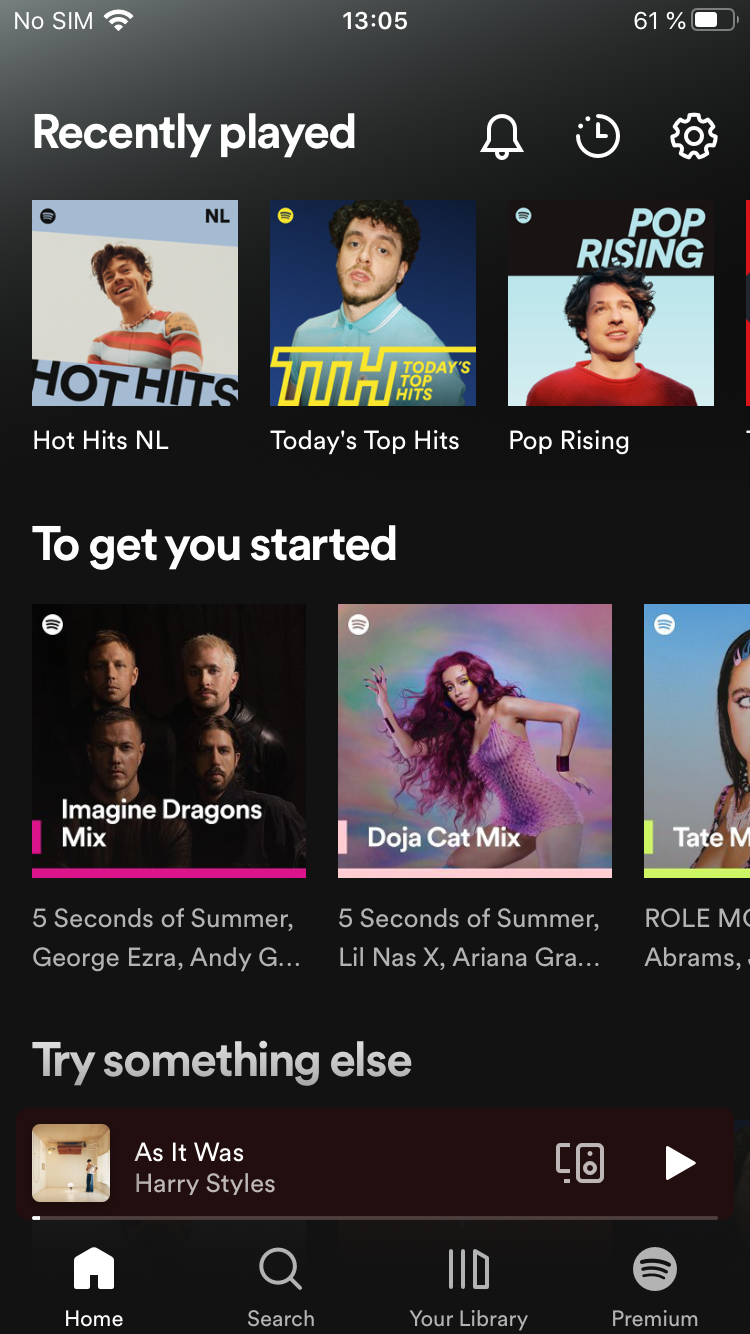 No SIM 13:05 61 %
Recently played
NL
HOT HITS
TODAY'S
TOP
HITS
POP
RISING
Hot Hits NL Today's Top Hits Pop Rising
To get you started
Imagine Dragons
Mix
Doja Cat Mix
Tate
5 Seconds of Summer,
George Ezra, Andy G...
5 Seconds of Summer,
Lil Nas X, Ariana Gra...
ROLE
Abrams,
Try something else
As It Was
Harry Styles
Home Search Your Library Premium